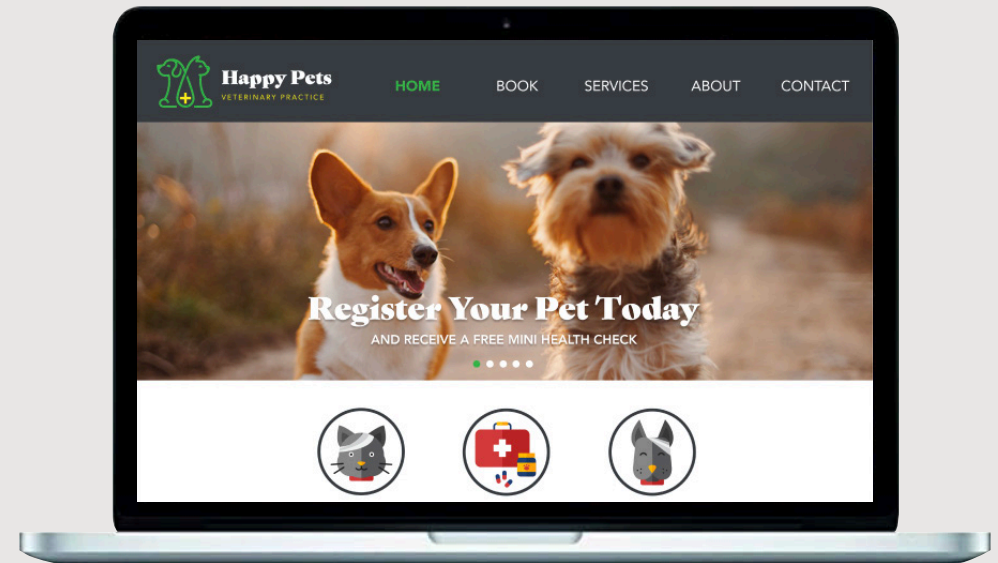 Happy Pets
VETERINARY PRACTICE
HOME BOOK SERVICES ABOUT CONTACT
Register Your Pet Today
AND RECEIVE A FREE MINI HEALTH CHECK